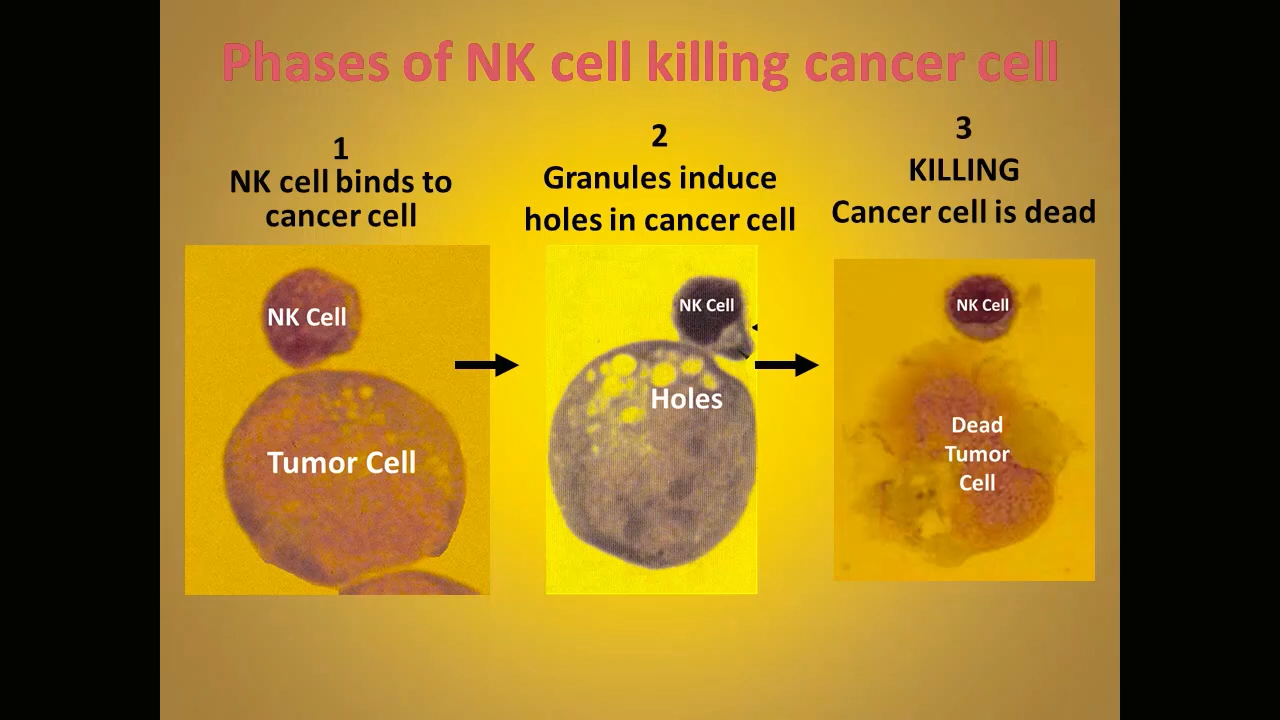 Phases of NK cell killing cancer cell
1
NK cell binds to
cancer cell
2
Granules induce
holes in cancer cell
3
KILLING
Cancer cell is dead
NK Cell
Tumor Cell
NK Cell
Holes
NK Cell
Dead
Tumor
Cell